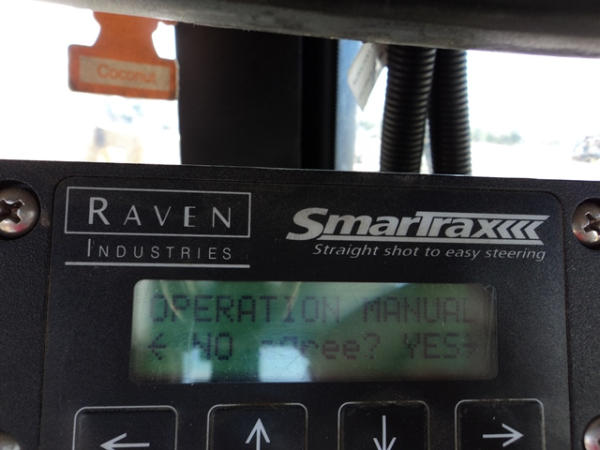 Coconut
RAVEN
INDUSTRIES
SMARTRAX
Straight shot to easy steering
OPERATION MANUAL
← NO agree? YES→
← ↑ ↓ →